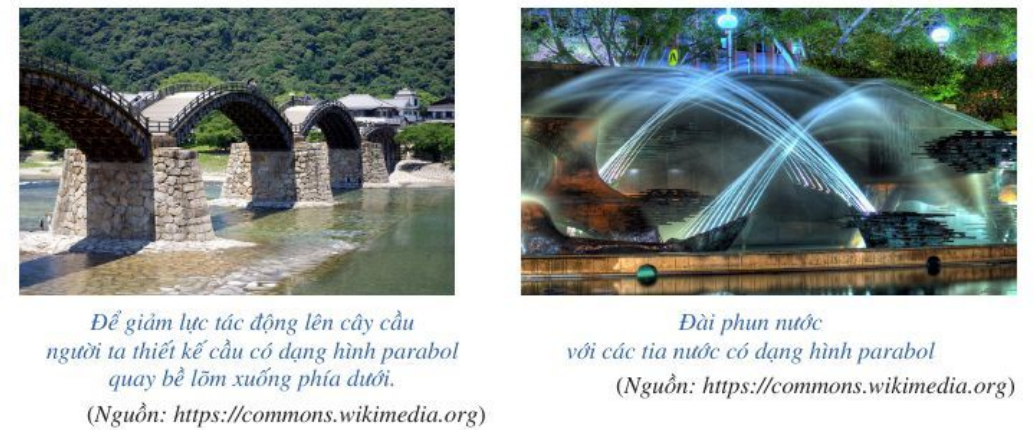 Để giảm lực tác động lên cây cầu
người ta thiết kế cầu có dạng hình parabol
quay bề lõm xuống phía dưới.
(Nguồn: https://commons.wikimedia.org)
Đài phun nước
với các tia nước có dạng hình parabol
(Nguồn: https://commons.wikimedia.org)